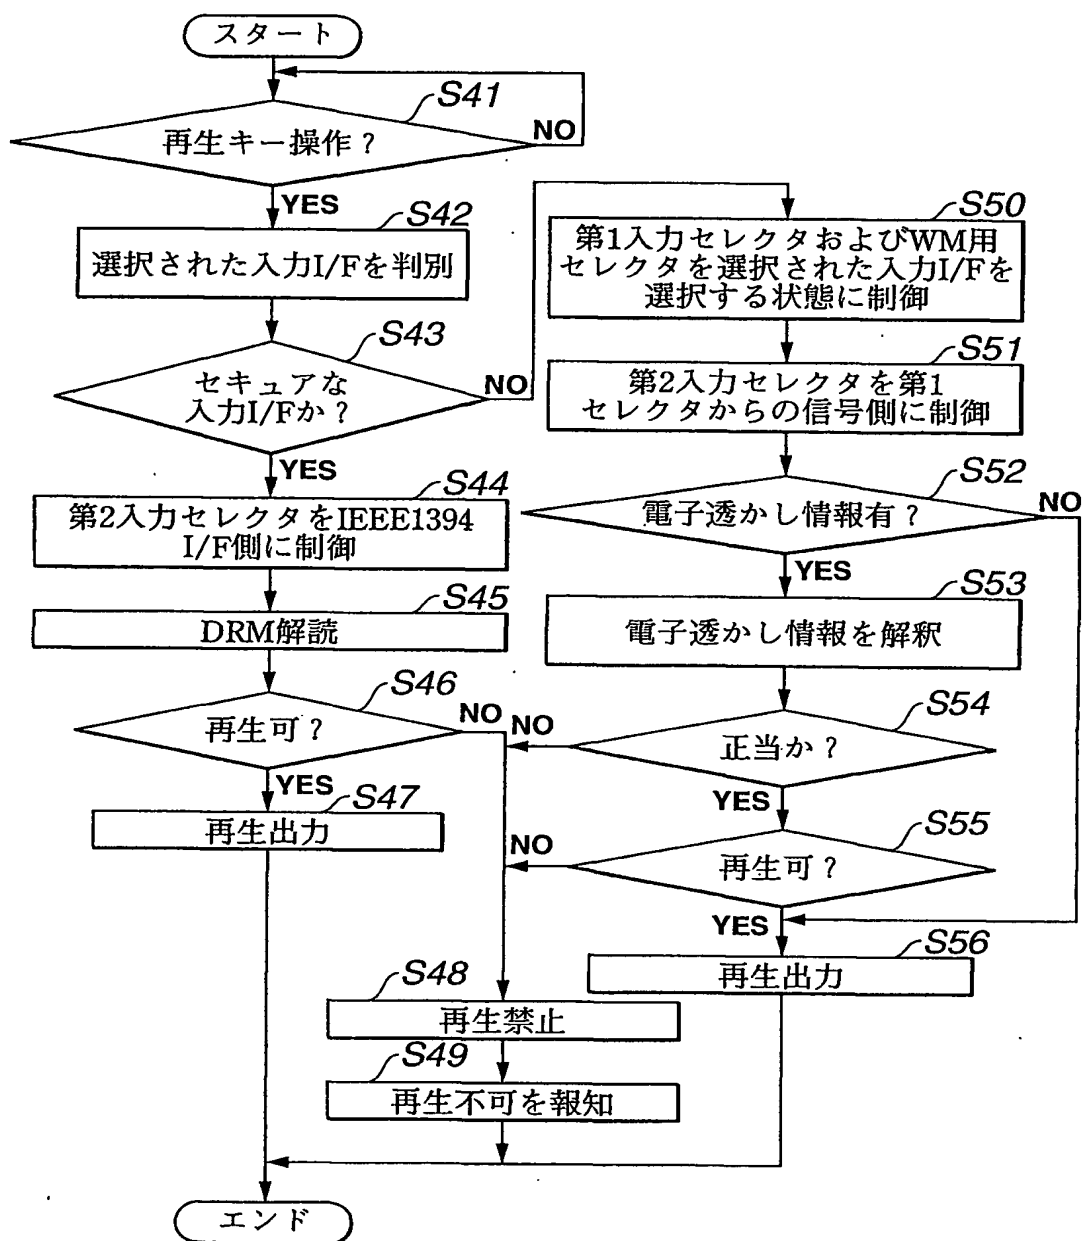 スタート
S41
再生キー操作?
NO
YES
S42
選択された入力I/Fを判別
S43
セキュアな
入力I/Fか?
NO
YES
S44
第2入力セレクタをIEEE1394
I/F側に制御
S45
DRM解読
S46
再生可?
NO
YES
S47
再生出力
S48
再生禁止
S49
再生不可を報知
S50
第1入力セレクタおよびWM用
セレクタを選択された入力I/Fを
選択する状態に制御
S51
第2入力セレクタを第1
セレクタからの信号側に制御
S52
電子透かし情報有?
NO
YES
S53
電子透かし情報を解釈
S54
正当か?
NO
YES
S55
再生可?
NO
YES
S56
再生出力
エンド